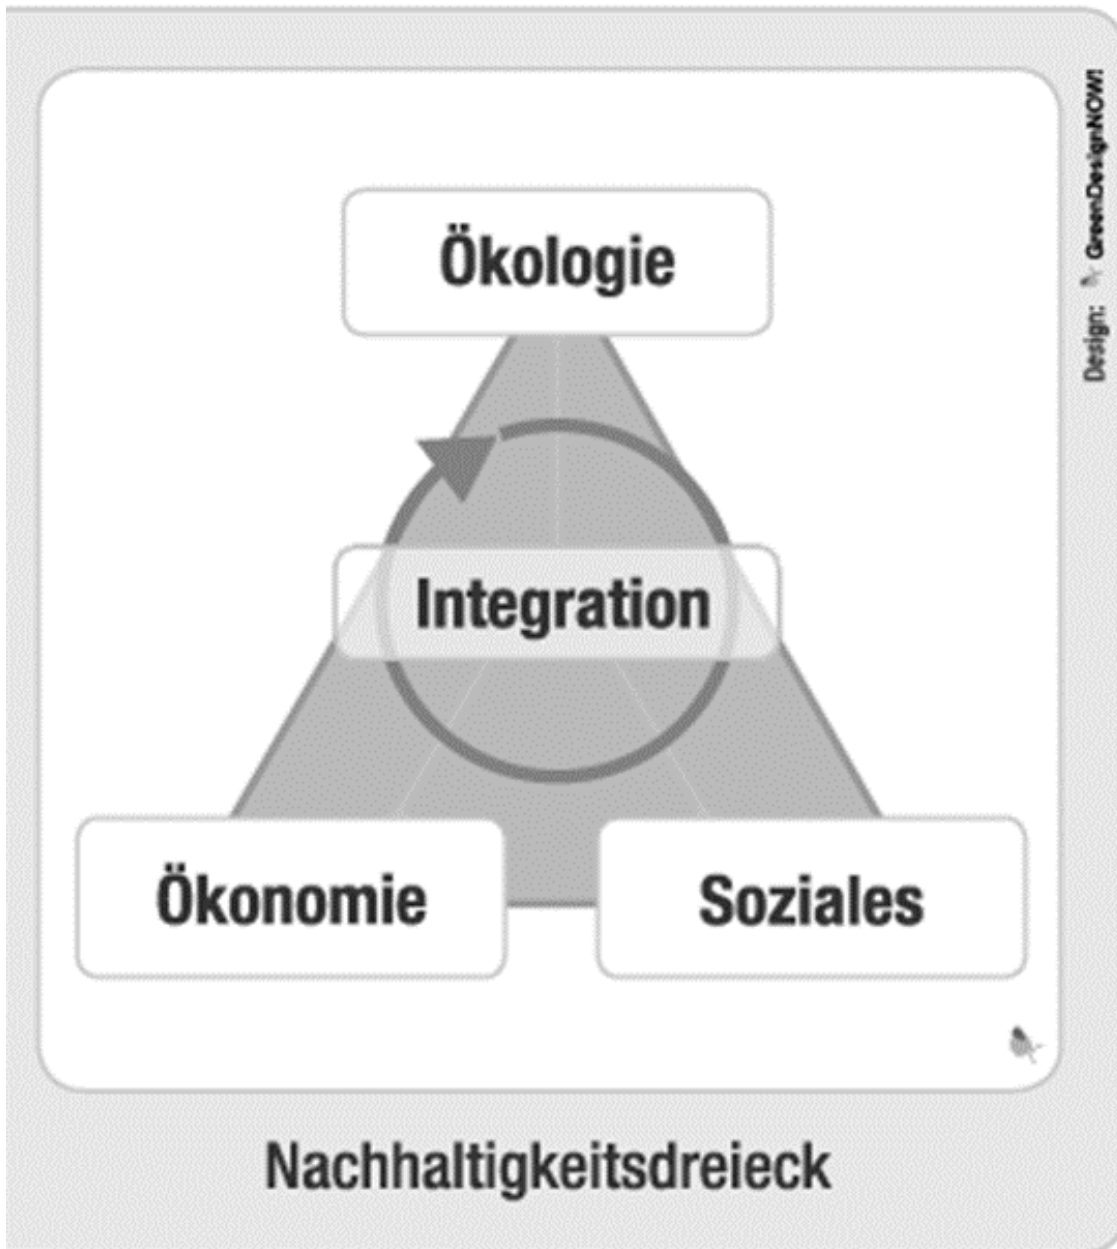 Ökologie
Integration
Ökonomie
Soziales
Nachhaltigkeitsdreieck
Design: GreenDesignNOW!